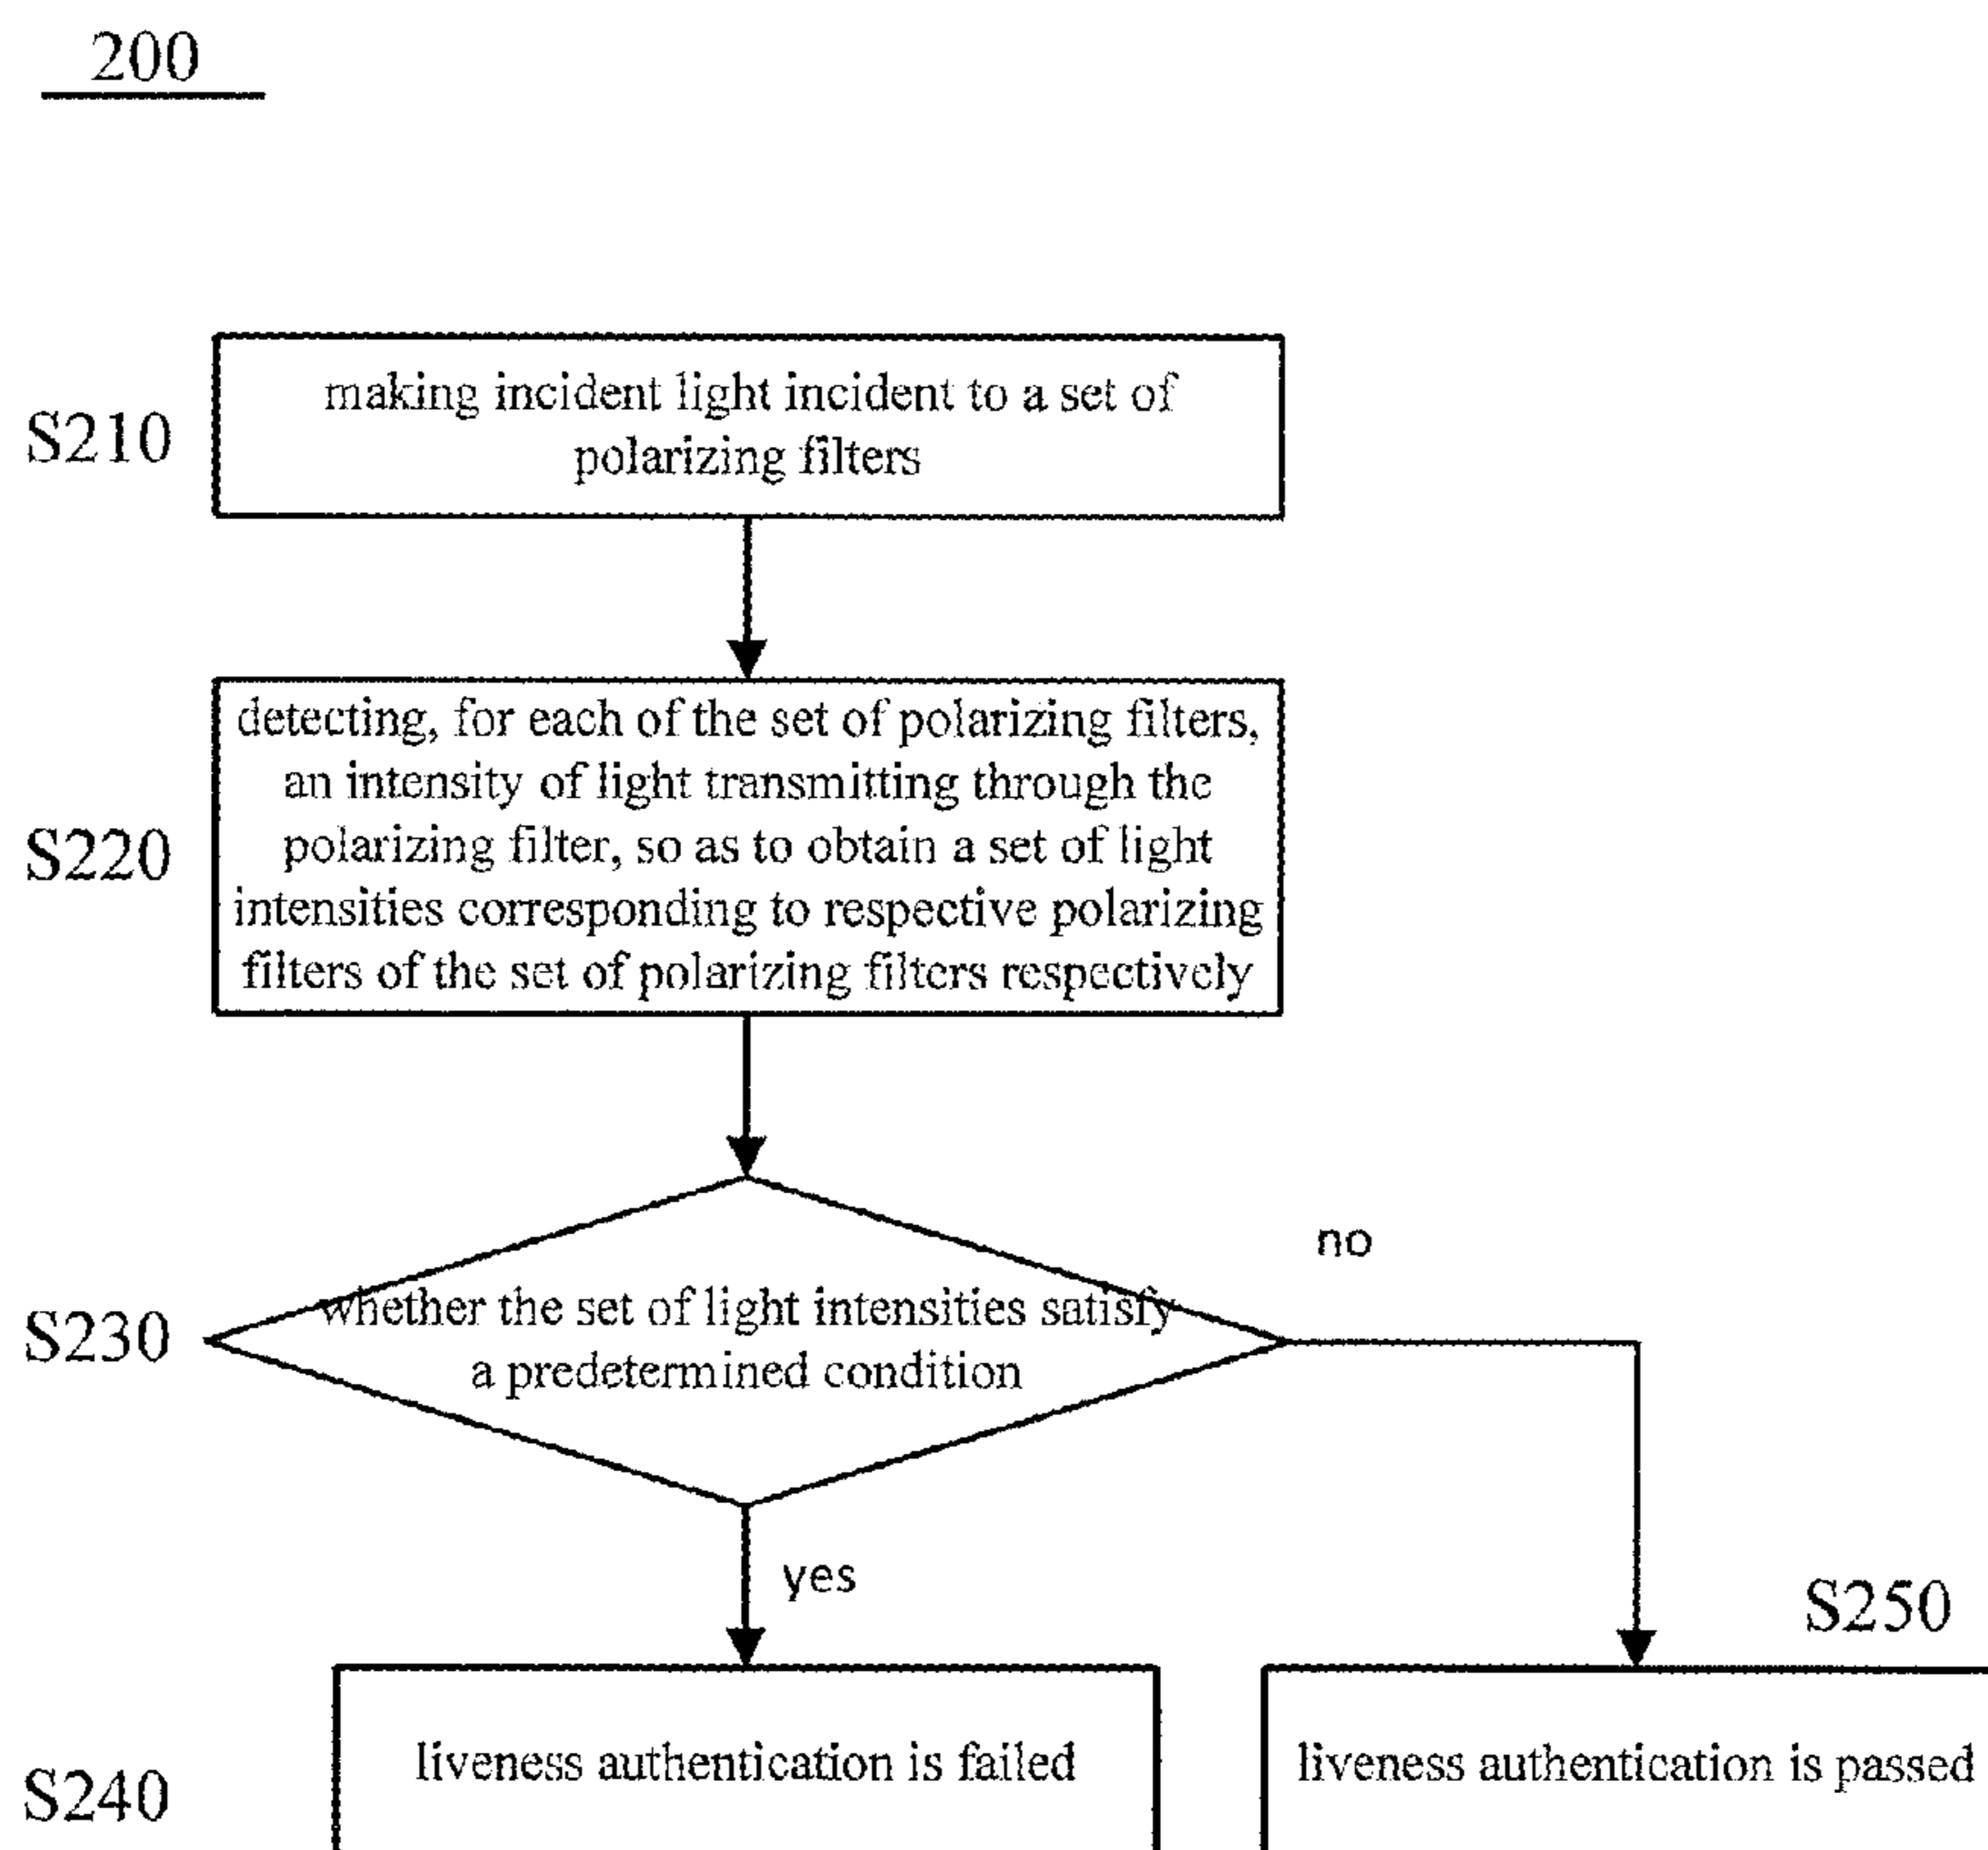 200
S210
making incident light incident to a set of
polarizing filters
S220
detecting, for each of the set of polarizing filters,
an intensity of light transmitting through the
polarizing filter, so as to obtain a set of light
intensities corresponding to respective polarizing
filters of the set of polarizing filters respectively
S230
whether the set of light intensities satisfy
a predetermined condition
no
yes
S240
liveness authentication is failed
S250
liveness authentication is passed